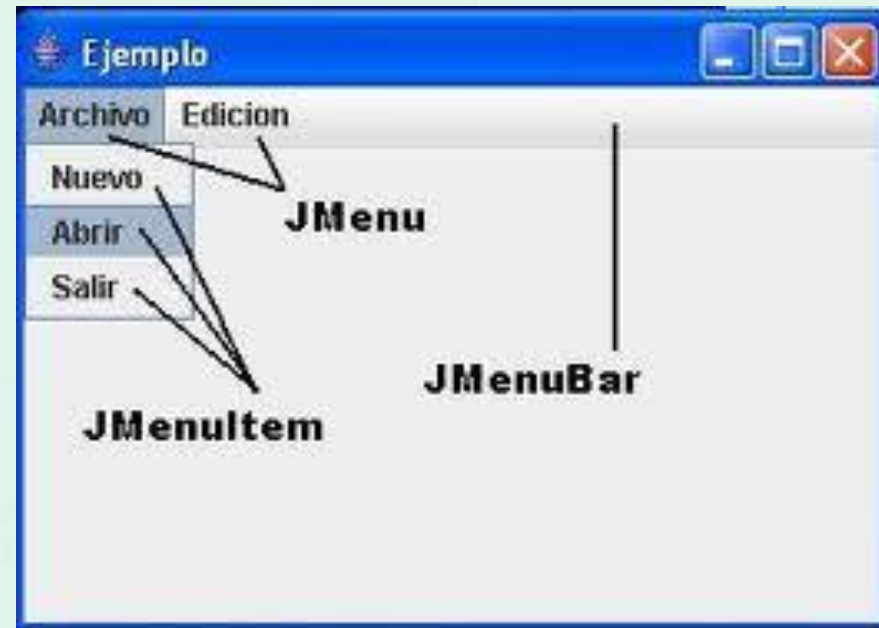 Ejemplo
Archivo Edicion
Nuevo
JMenu
Abrir
Salir
JMenuBar
JMenuItem